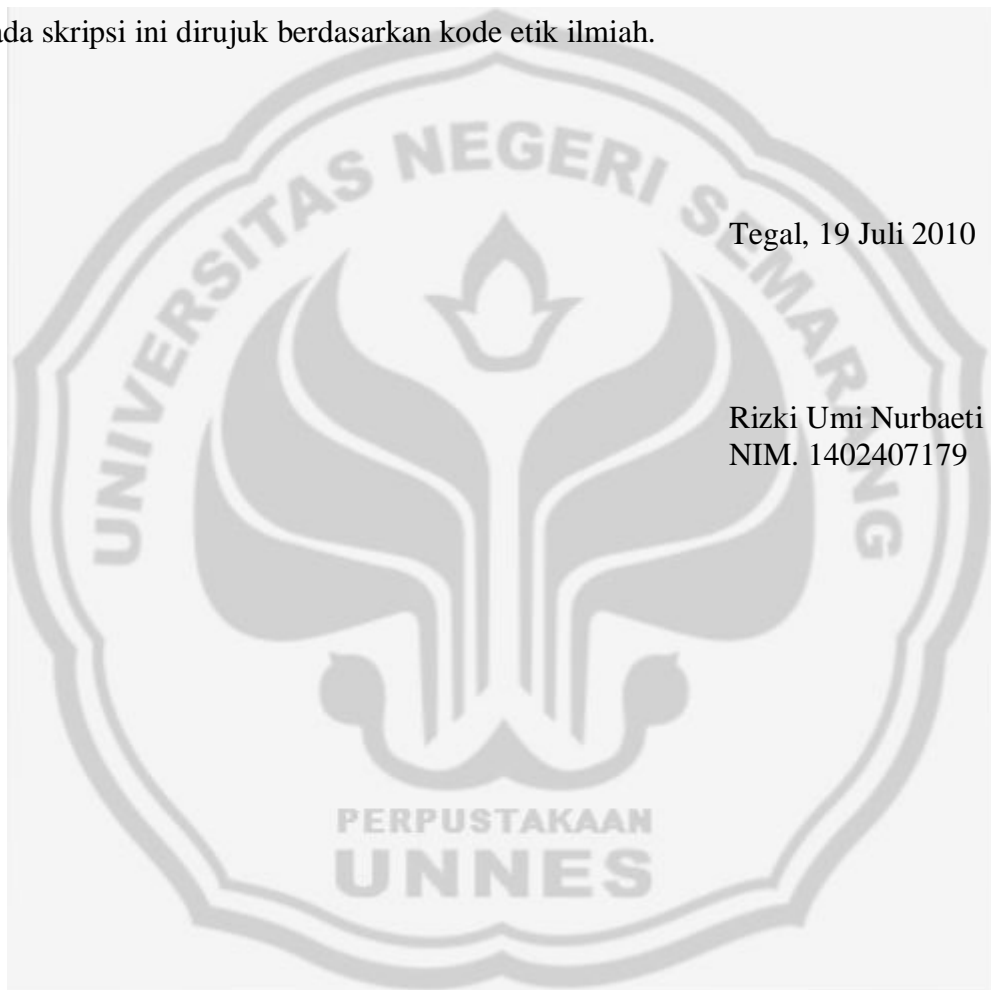 ada skripsi ini dirujuk berdasarkan kode etik ilmiah.
UNIVERSITAS NEGERI SEMARANG
Tegal, 19 Juli 2010
Rizki Umi Nurbaeti
NIM. 1402407179
PERPUSTAKAAN
UNNES